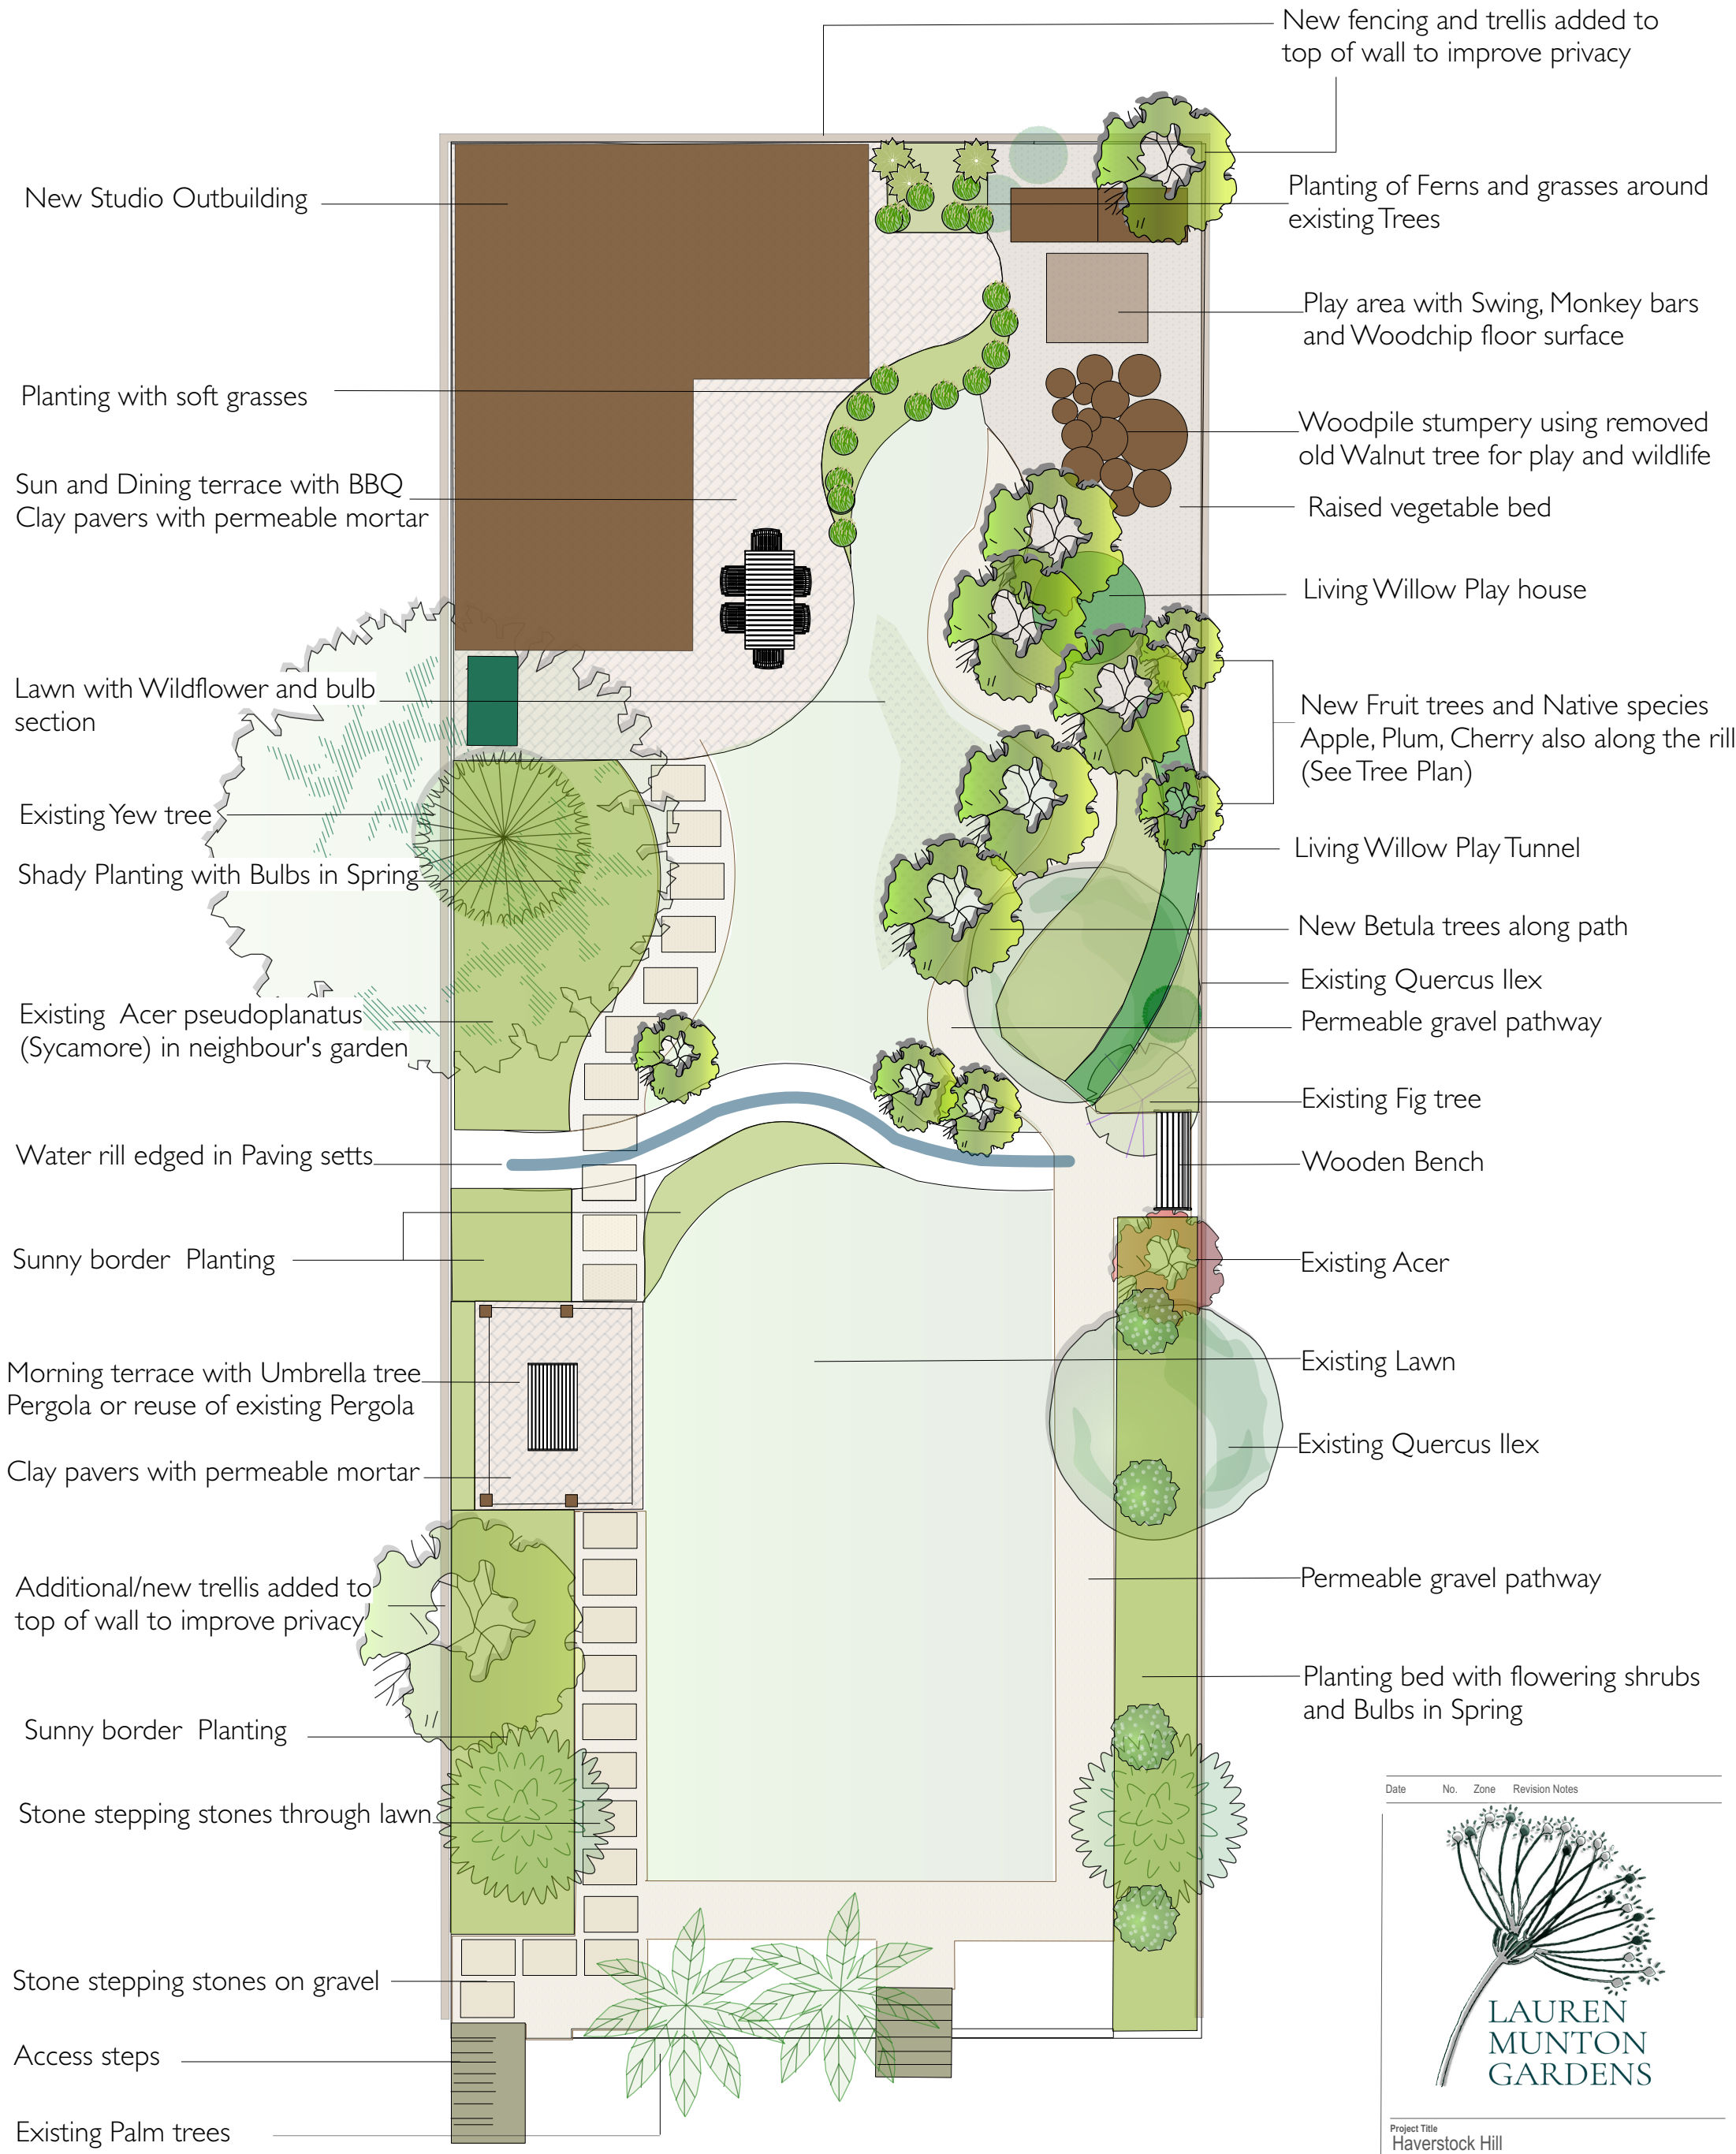 New fencing and trellis added to
top of wall to improve privacy
New Studio Outbuilding
Planting of Ferns and grasses around
existing Trees
Play area with Swing, Monkey bars
and Woodchip floor surface
Planting with soft grasses
Woodpile stumpery using removed
old Walnut tree for play and wildlife
Sun and Dining terrace with BBQ
Clay pavers with permeable mortar
Raised vegetable bed
Living Willow Play house
Lawn with Wildflower and bulb
section
New Fruit trees and Native species
Apple, Plum, Cherry also along the rill
(See Tree Plan)
Existing Yew tree
Living Willow Play Tunnel
Shady Planting with Bulbs in Spring
New Betula trees along path
Existing Quercus Ilex
Existing  Acer pseudoplanatus
(Sycamore) in neighbour's garden
Permeable gravel pathway
Existing Fig tree
Water rill edged in Paving setts
Wooden Bench
Sunny border  Planting
Existing Acer
Morning terrace with Umbrella tree
Pergola or reuse of existing Pergola
Existing Lawn
Existing Quercus Ilex
Clay pavers with permeable mortar
Additional/new trellis added to
top of wall to improve privacy
Permeable gravel pathway
Planting bed with flowering shrubs
and Bulbs in Spring
Sunny border  Planting
Stone stepping stones through lawn
Date No. Zone Revision Notes
Stone stepping stones on gravel
LAUREN
MUNTON
GARDENS
Access steps
Existing Palm trees
Project Title
Haverstock Hill